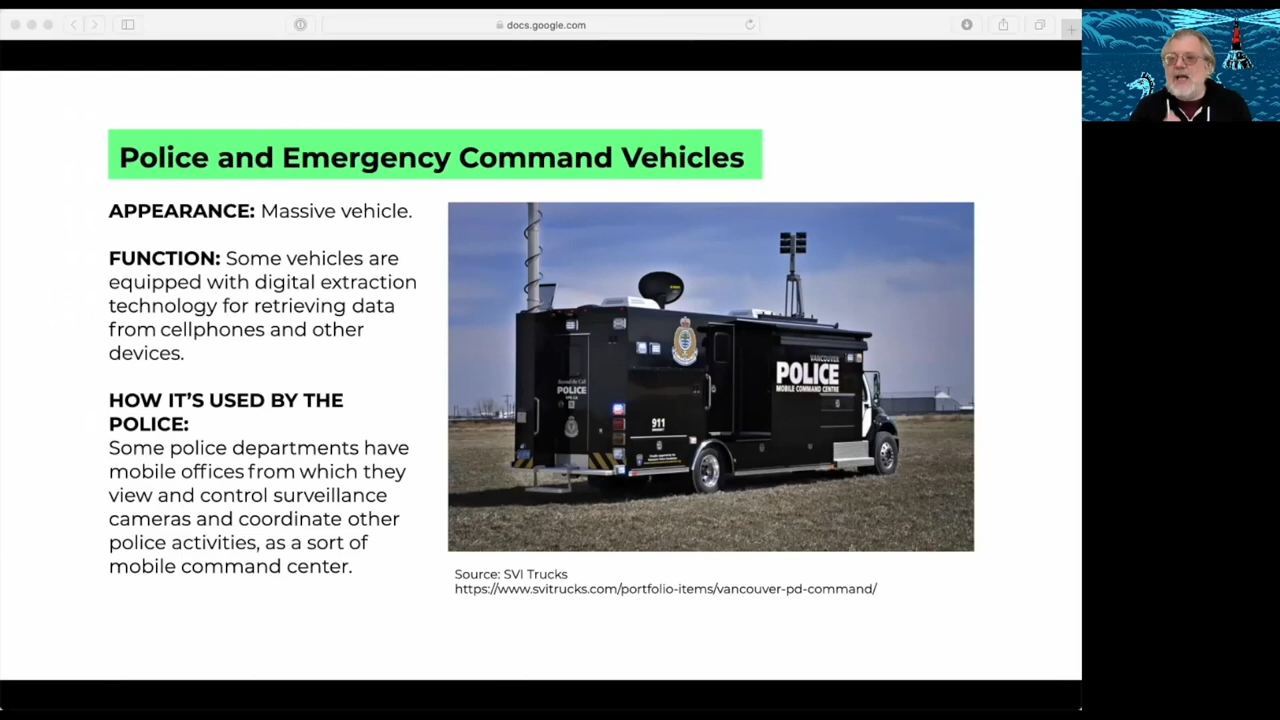 docs.google.com
Police and Emergency Command Vehicles
APPEARANCE: Massive vehicle.
FUNCTION: Some vehicles are
equipped with digital extraction
technology for retrieving data
from cellphones and other
devices.
HOW IT’S USED BY THE
POLICE:
Some police departments have
mobile offices from which they
view and control surveillance
cameras and coordinate other
police activities, as a sort of
mobile command center.
VANCOUVER
POLICE
MOBILE COMMAND CENTRE
POLICE
911
Source: SVI Trucks
https://www.svitrucks.com/portfolio-items/vancouver-pd-command/